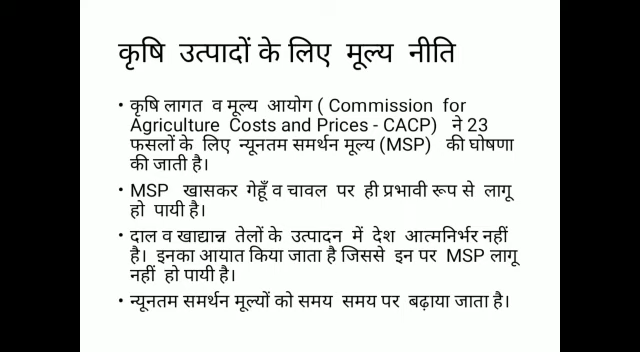 कृषि उत्पादों के लिए मूल्य नीति
• कृषि लागत व मूल्य आयोग ( Commission for
Agriculture Costs and Prices - CACP) ने 23
फसलों के लिए न्यूनतम समर्थन मूल्य (MSP) की घोषणा
की जाती है।
• MSP खासकर गेहूँ व चावल पर ही प्रभावी रूप से लागू
हो पायी है।
• दाल व खाद्यान्न तेलों के उत्पादन में देश आत्मनिर्भर नहीं
है। इनका आयात किया जाता है जिससे इन पर MSP लागू
नहीं हो पायी है।
• न्यूनतम समर्थन मूल्यों को समय समय पर बढ़ाया जाता है।